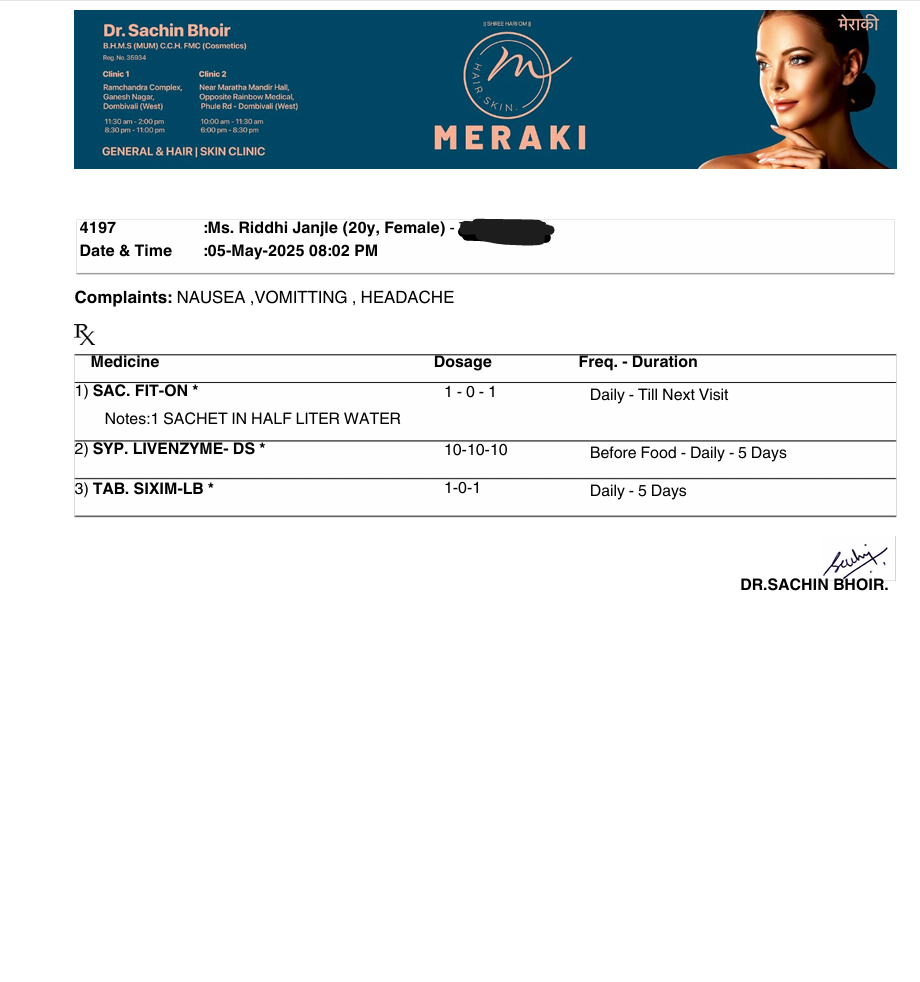 Dr. Sachin Bhoir
B.H.M.S (MUM) C.C.H. FMC (Cosmetics)
Reg. No. 35934
Clinic 1
Ramchandra Complex,
Ganesh Nagar,
Dombivali (West)
11:30 am - 2:00 pm
8:30 pm - 11:00 pm
Clinic 2
Near Maratha Mandir Hall,
Opposite Rainbow Medical,
Phule Rd - Dombivali (West)
10:00 am - 11:30 am
6:00 pm - 8:30 pm
GENERAL & HAIR | SKIN CLINIC
|| SHREE HARI OM ||
m
HAIR SKIN.
MERAKI
मेराकी
4197 :Ms. Riddhi Janjle (20y, Female) -
Date & Time :05-May-2025 08:02 PM
Complaints: NAUSEA ,VOMITTING , HEADACHE
Rx
Medicine Dosage Freq. - Duration
1) SAC. FIT-ON * 1 - 0 - 1 Daily - Till Next Visit
Notes:1 SACHET IN HALF LITER WATER
2) SYP. LIVENZYME- DS * 10-10-10 Before Food - Daily - 5 Days
3) TAB. SIXIM-LB * 1-0-1 Daily - 5 Days
Sachin
DR.SACHIN BHOIR.